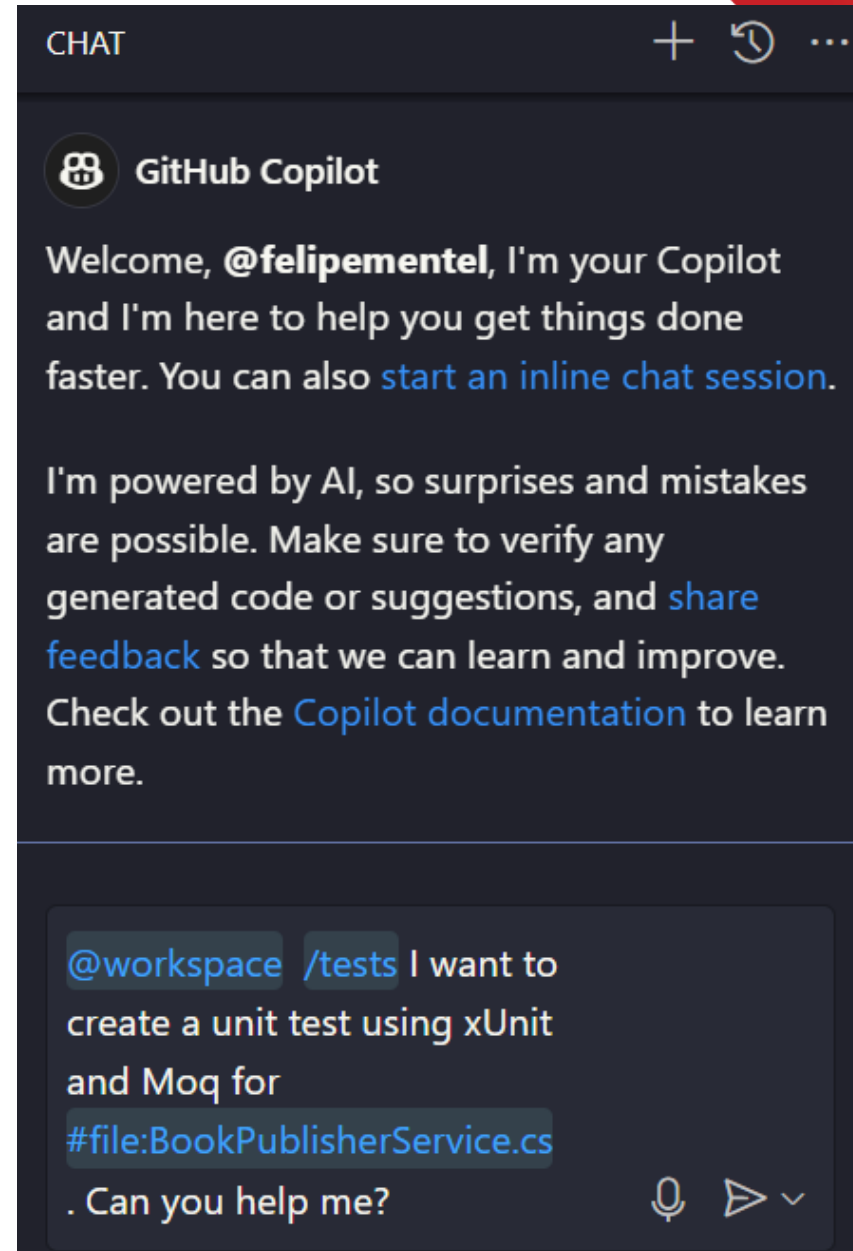 CHAT
GitHub Copilot
Welcome, @felipementel, I'm your Copilot
and I'm here to help you get things done
faster. You can also start an inline chat session.
I'm powered by AI, so surprises and mistakes
are possible. Make sure to verify any
generated code or suggestions, and share
feedback so that we can learn and improve.
Check out the Copilot documentation to learn
more.
@workspace /tests I want to
create a unit test using xUnit
and Moq for
#file:BookPublisherService.cs
. Can you help me?